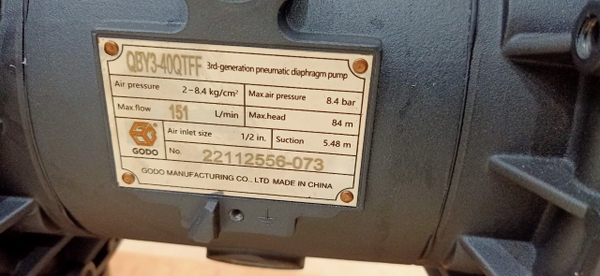 QBY3-40QTFF 3rd-generation pneumatic diaphragm pump
Air pressure 2-8.4 kg/cm² Max.air pressure 8.4 bar
Max.flow 151 L/min Max.head 84 m
GODO Air inlet size 1/2 in. Suction 5.48 m
No. 22112556-073
GODO MANUFACTURING CO., LTD MADE IN CHINA